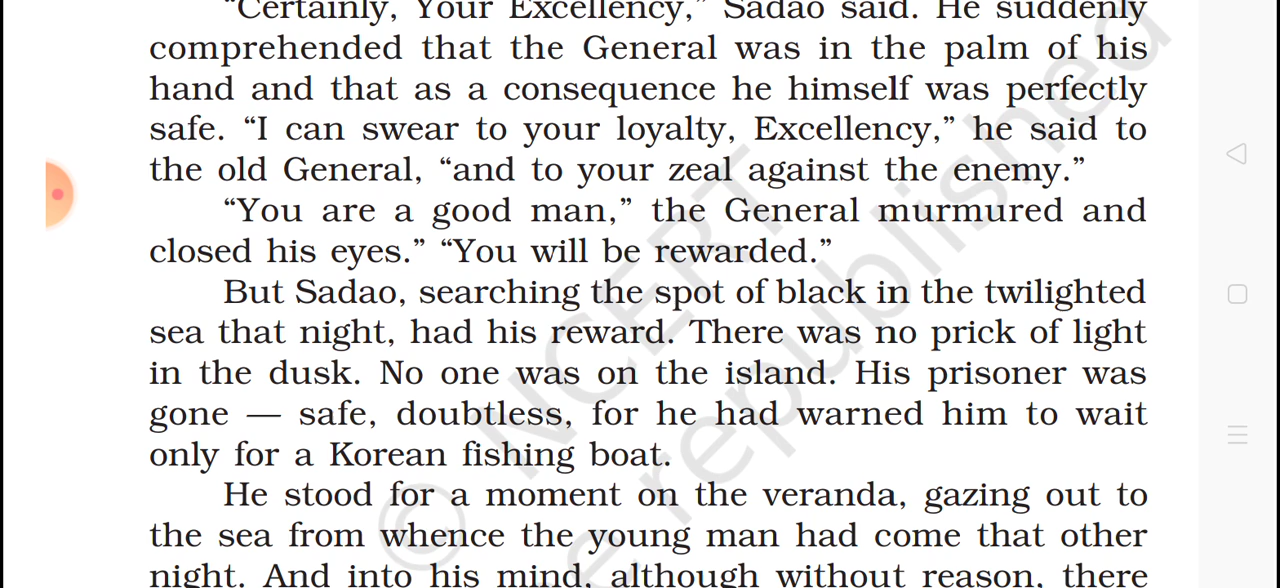 “Certainly, Your Excellency,” Sadao said. He suddenly
comprehended that the General was in the palm of his
hand and that as a consequence he himself was perfectly
safe. “I can swear to your loyalty, Excellency,” he said to
the old General, “and to your zeal against the enemy.”
“You are a good man,” the General murmured and
closed his eyes.” “You will be rewarded.”
But Sadao, searching the spot of black in the twilighted
sea that night, had his reward. There was no prick of light
in the dusk. No one was on the island. His prisoner was
gone — safe, doubtless, for he had warned him to wait
only for a Korean fishing boat.
He stood for a moment on the veranda, gazing out to
the sea from whence the young man had come that other
night. And into his mind, although without reason, there
© NCERT
republished